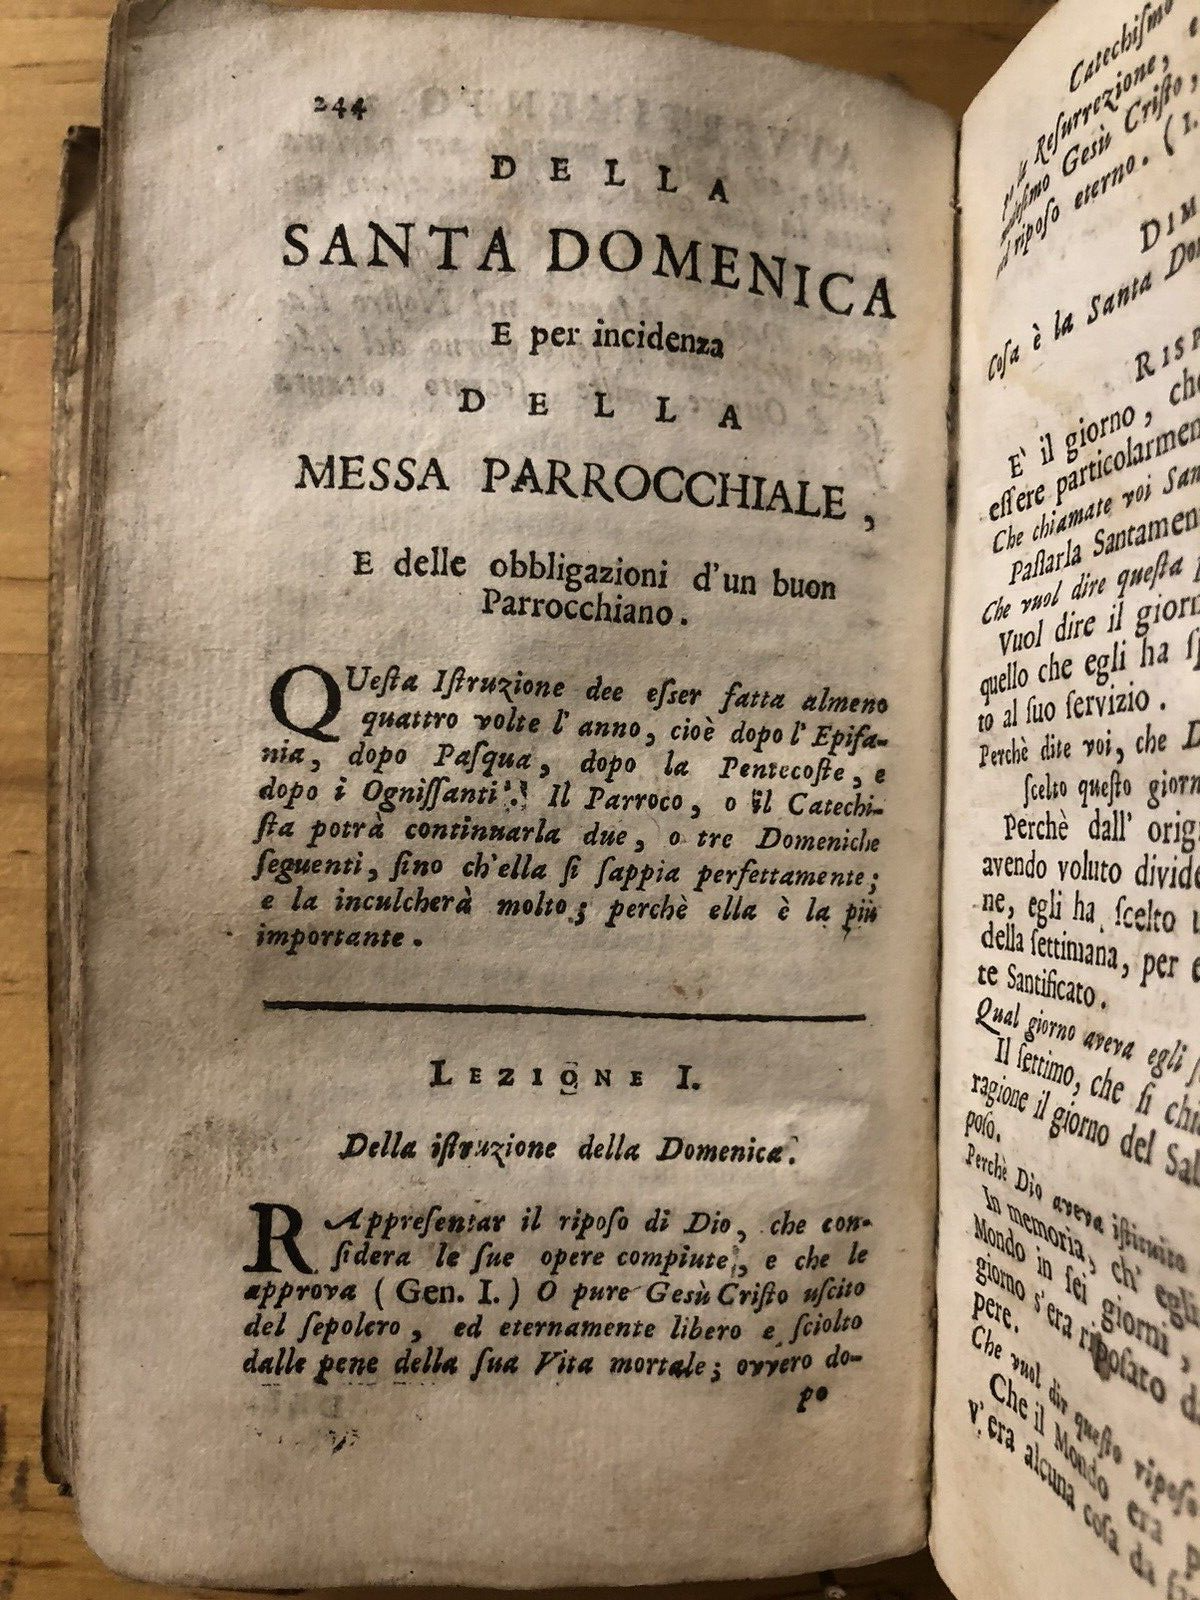 244
DELLA
SANTA DOMENICA
E per incidenza
DELLA
MESSA PARROCCHIALE,
E delle obbligazioni d'un buon
Parrocchiano.
QUeſta Iſtruzione dee eſſer fatta almeno
quattro volte l'anno, cioè dopo l'Epifa-
nia, dopo Paſqua, dopo la Pentecoſte, e
dopo i Ogniſſanti. Il Parroco, o il Catechi-
ſta potrà continuarla due, o tre Domeniche
ſeguenti, ſino ch'ella ſi ſappia perfettamente;
e la inculcherà molto; perchè ella è la più
importante.
LEZIONE I.
Della iſtruzione della Domenica.
RAppreſentar il ripoſo di Dio, che con-
ſidera le ſue opere compiute, e che le
approva (Gen. I.) O pure Gesù Criſto uſcito
del ſepolcro, ed eternamente libero e ſciolto
dalle pene della ſua Vita mortale; ovvero do-
po
Catechiſmo
Reſurrezione,
Gesù Criſto,
ripoſo eterno. (I.
Coſa è la Santa
E' il giorno, che
eſſere
Che chiamate voi
Paſſarla
Che vuol dire queſta
Vuol dire il
quello che egli ha
to al ſuo ſervizio.
Perchè dite voi, che
ſcelto queſto
Perchè dall'
avendo voluto
ne, egli ha ſcelto
della ſettimana, per
te Santificato.
Qual giorno aveva egli
Il ſettimo, che ſi
ragione il giorno del
poſo.
Perchè Dio aveva iſtituito
In memoria, ch' egli
Mondo in ſei giorni,
giorno s'era ripoſato
pere.
Che vuol dir queſto ripoſo
Che il Mondo era
v'era alcuna coſa da